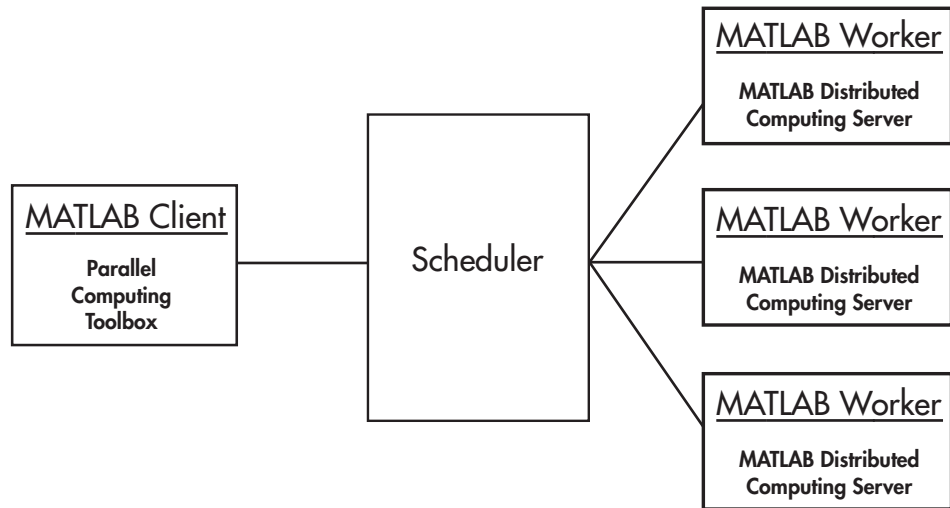 MATLAB Client
Parallel
Computing
Toolbox
Scheduler
MATLAB Worker
MATLAB Distributed
Computing Server
MATLAB Worker
MATLAB Distributed
Computing Server
MATLAB Worker
MATLAB Distributed
Computing Server